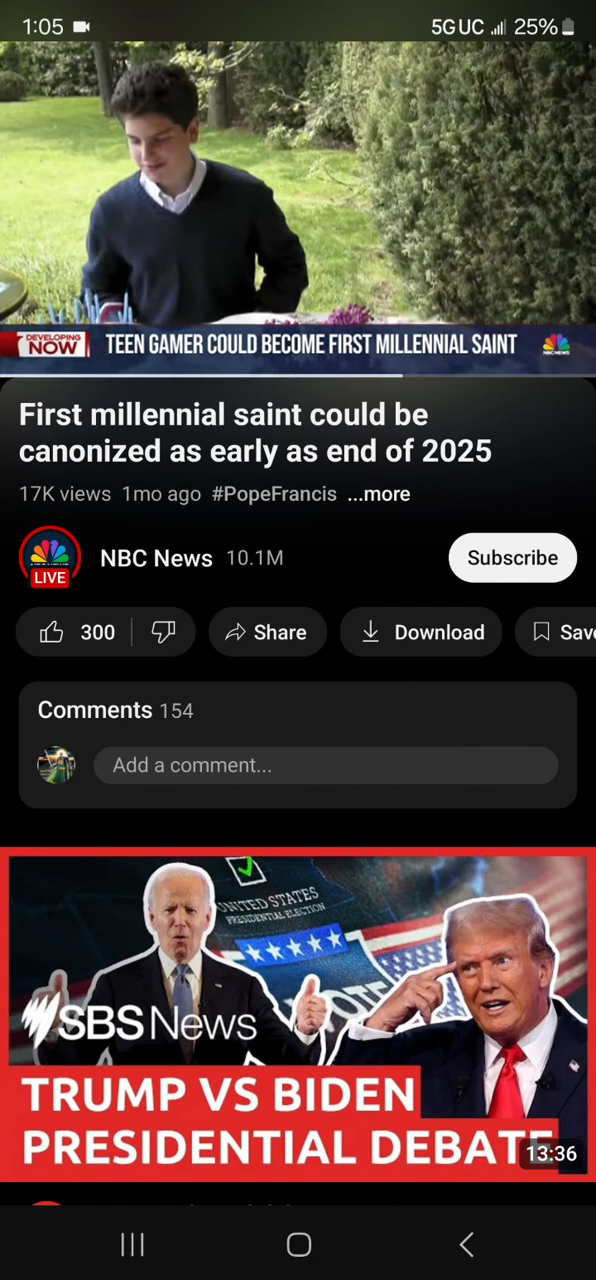 1:05 5G UC 25%
DEVELOPING
NOW
TEEN GAMER COULD BECOME FIRST MILLENNIAL SAINT
NBC NEWS
First millennial saint could be
canonized as early as end of 2025
17K views 1mo ago #PopeFrancis ...more
LIVE
NBC News 10.1M
Subscribe
300 Share Download Save
Comments 154
Add a comment...
UNITED STATES
PRESIDENTIAL ELECTION
VOTE
SBS News
TRUMP VS BIDEN
PRESIDENTIAL DEBATE
13:36